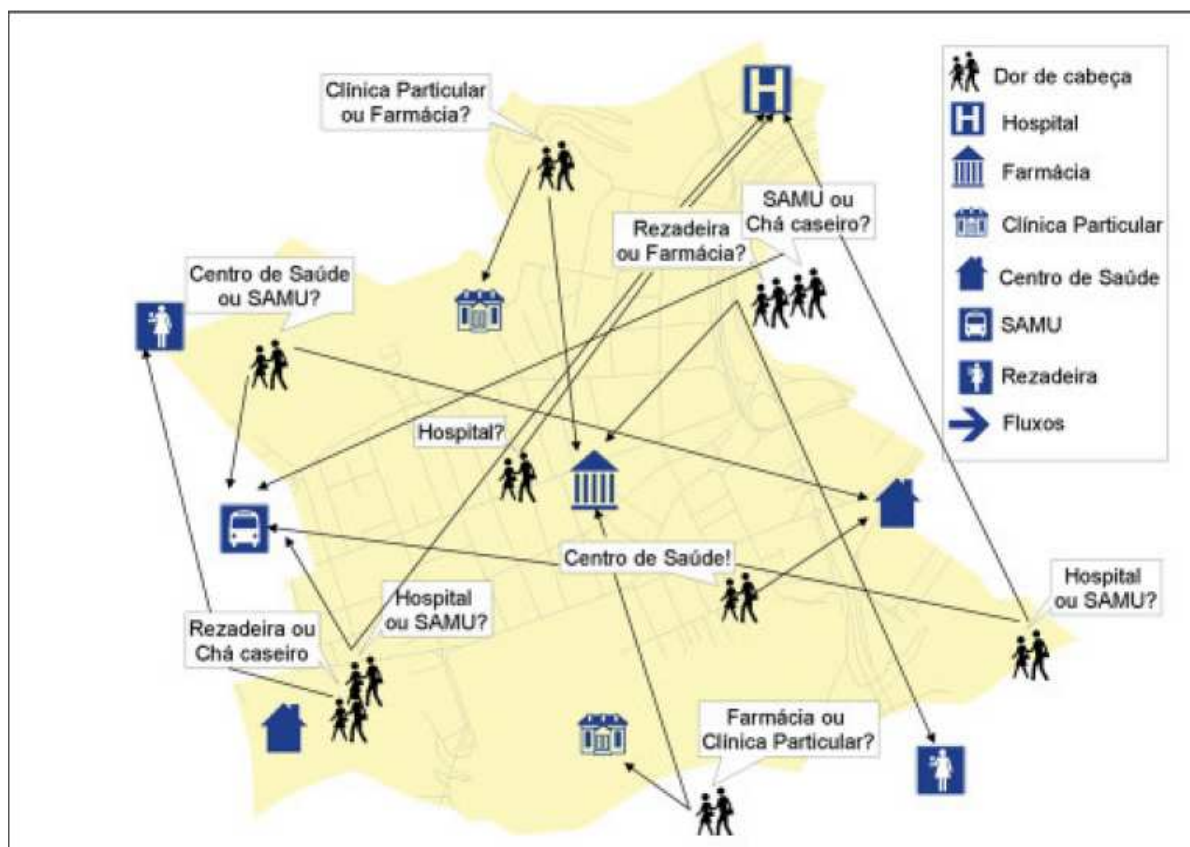 Clínica Particular
ou Farmácia?
H
SAMU ou
Chá caseiro?
Rezadeira
ou Farmácia?
Centro de Saúde
ou SAMU?
Hospital?
Centro de Saúde!
Hospital
ou SAMU?
Hospital
ou SAMU?
Rezadeira ou
Chá caseiro
Farmácia ou
Clínica Particular?
Dor de cabeça
H
Hospital
Farmácia
Clínica Particular
Centro de Saúde
SAMU
Rezadeira
Fluxos